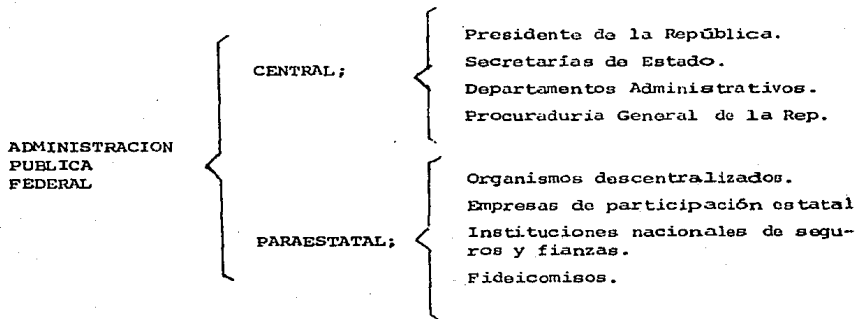 ADMINISTRACION
PUBLICA
FEDERAL
CENTRAL;
Presidente de la República.
Secretarías de Estado.
Departamentos Administrativos.
Procuraduria General de la Rep.
PARAESTATAL;
Organismos descentralizados.
Empresas de participación estatal
Instituciones nacionales de segu-
ros y fianzas.
Fideicomisos.